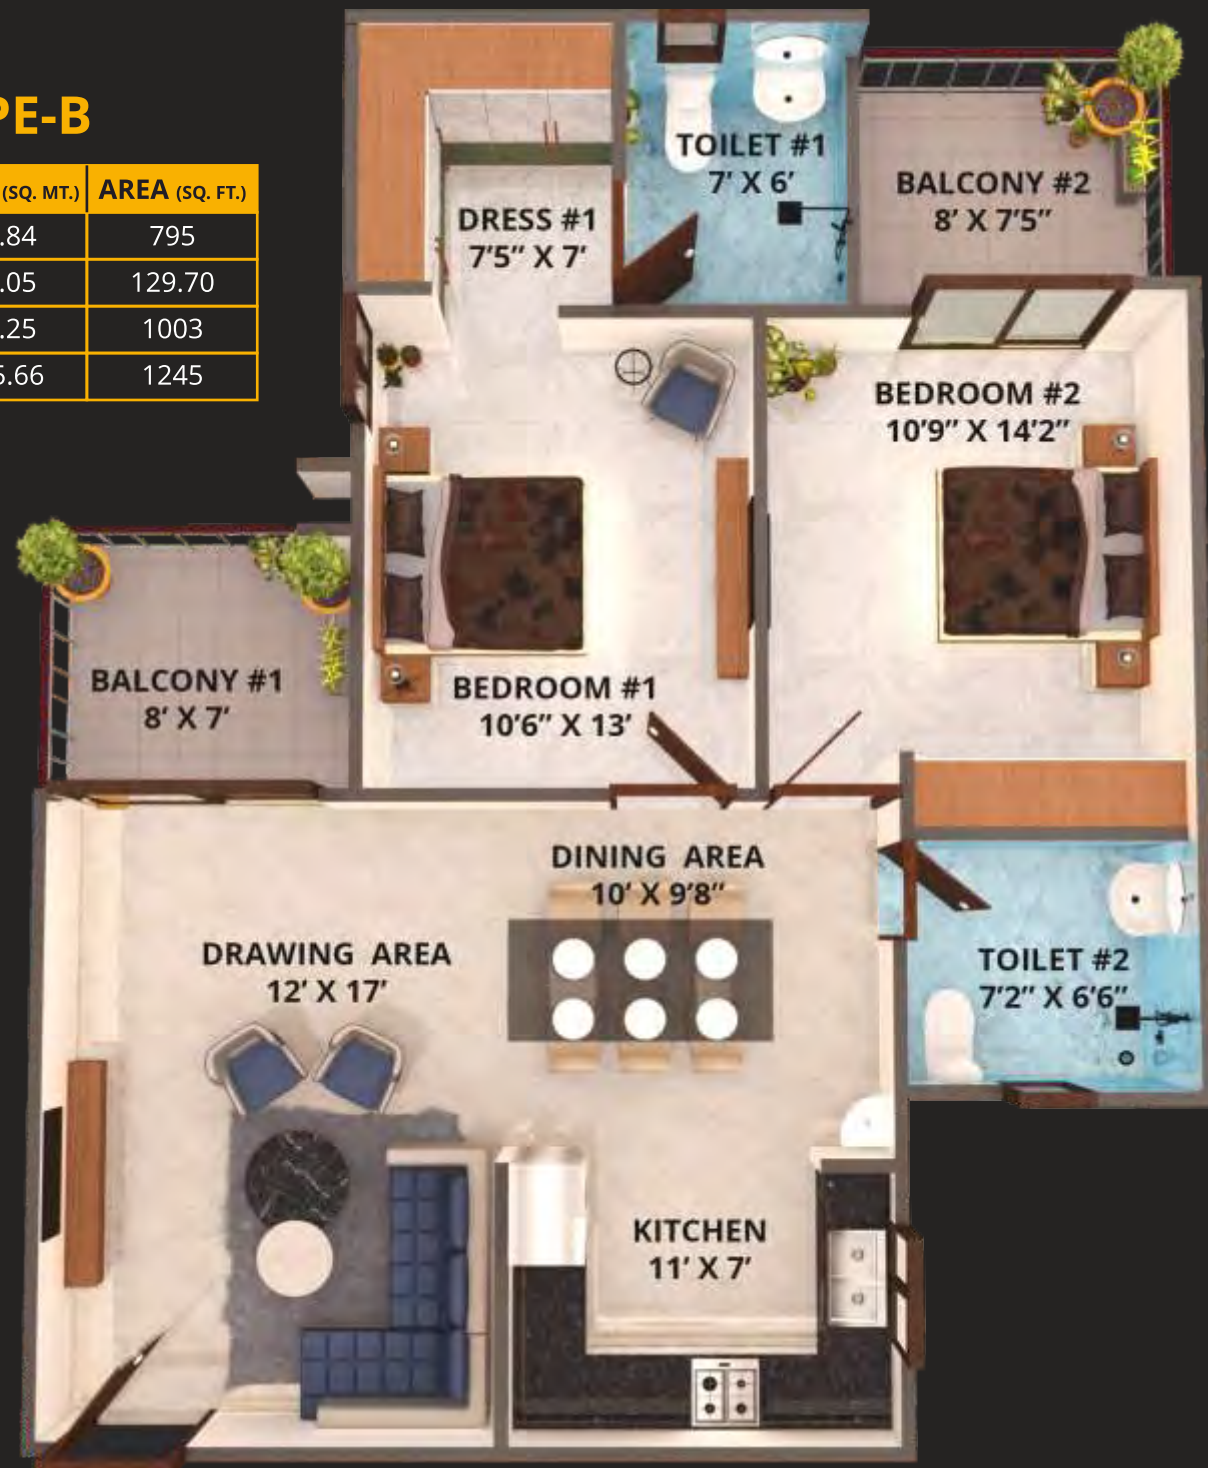 PE-B
(SQ. MT.) AREA (SQ. FT.)
.84 795
.05 129.70
.25 1003
.66 1245
TOILET #1
7' X 6'
BALCONY #2
8' X 7'5”
DRESS #1
7'5” X 7'
BEDROOM #2
10'9” X 14'2”
BALCONY #1
8' X 7'
BEDROOM #1
10'6” X 13'
DINING AREA
10' X 9'8”
DRAWING AREA
12' X 17'
TOILET #2
7'2” X 6'6”
KITCHEN
11' X 7'